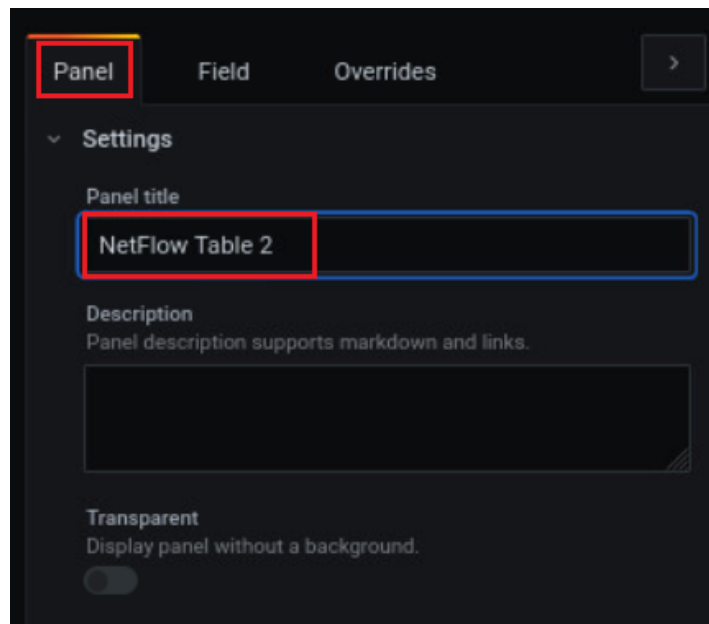 Panel Field Overrides
Settings
Panel title
NetFlow Table 2
Description
Panel description supports markdown and links.
Transparent
Display panel without a background.